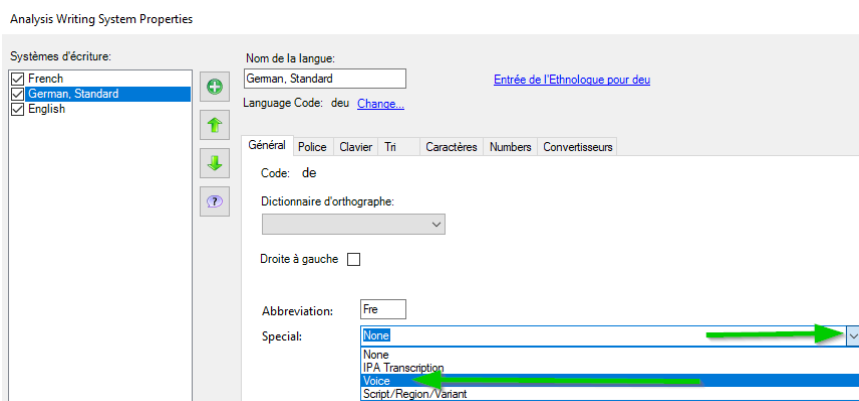 Analysis Writing System Properties
Systèmes d'écriture:
French
German, Standard
English
Nom de la langue:
German, Standard
Entrée de l'Ethnologue pour deu
Language Code: deu Change...
Général Police Clavier Tri Caractères Numbers Convertisseurs
Code: de
Dictionnaire d'orthographe:
Droite à gauche
Abbreviation: Fre
Special: None
None
IPA Transcription
Voice
Script/Region/Variant